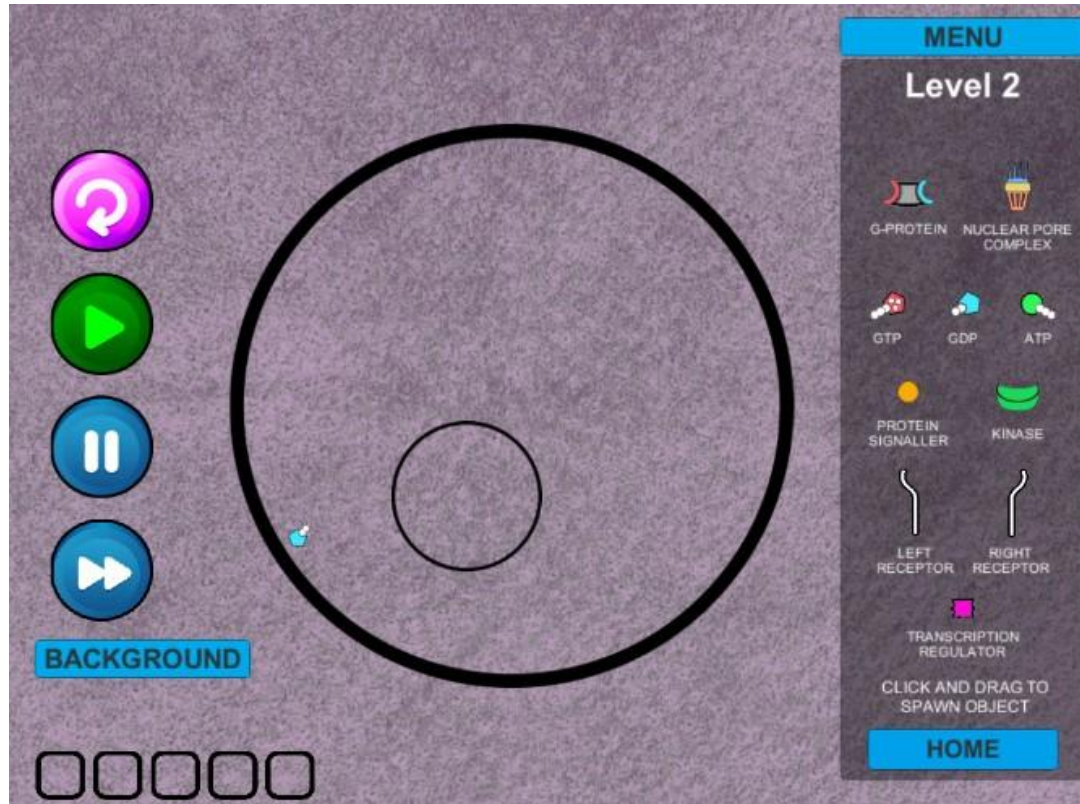 MENU
Level 2
G-PROTEIN
NUCLEAR PORE
COMPLEX
GTP
GDP
ATP
PROTEIN
SIGNALLER
KINASE
LEFT
RECEPTOR
RIGHT
RECEPTOR
TRANSCRIPTION
REGULATOR
CLICK AND DRAG TO
SPAWN OBJECT
HOME
BACKGROUND